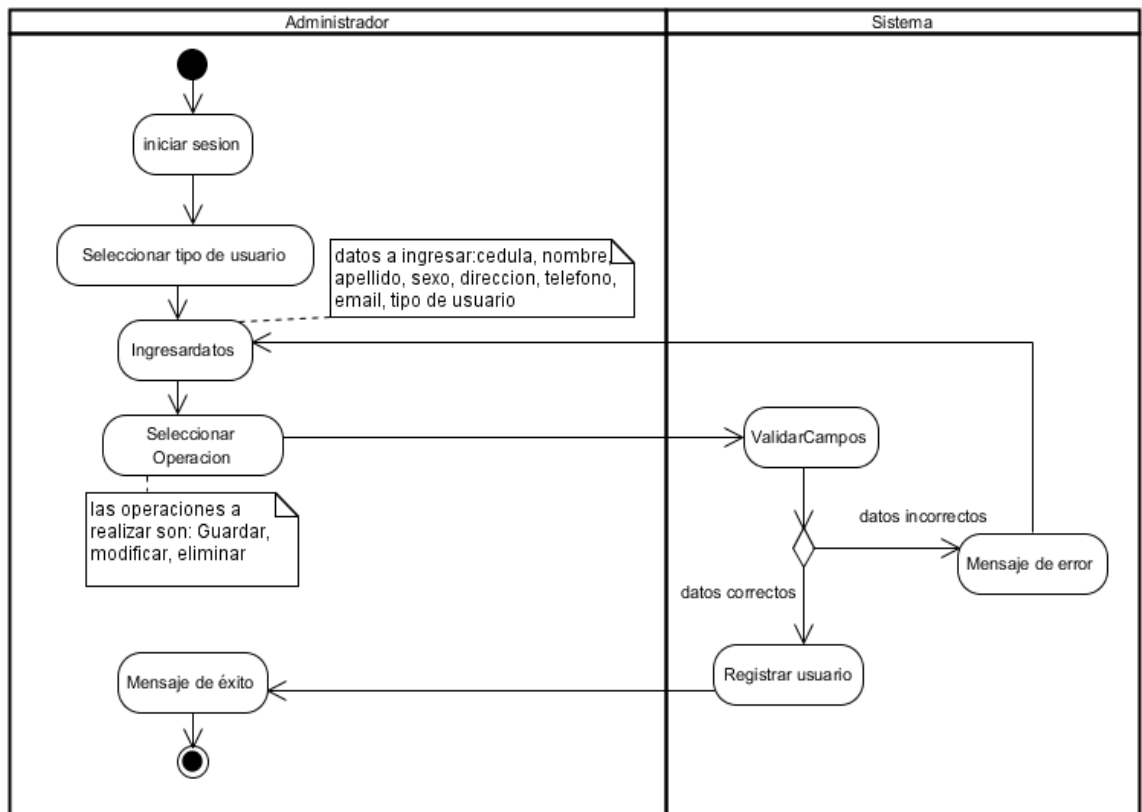 Administrador
Sistema
iniciar sesion
Seleccionar tipo de usuario
datos a ingresar:cedula, nombre,
apellido, sexo, direccion, telefono,
email, tipo de usuario
Ingresardatos
Seleccionar
Operacion
ValidarCampos
las operaciones a
realizar son: Guardar,
modificar, eliminar
datos incorrectos
Mensaje de error
datos correctos
Registrar usuario
Mensaje de éxito